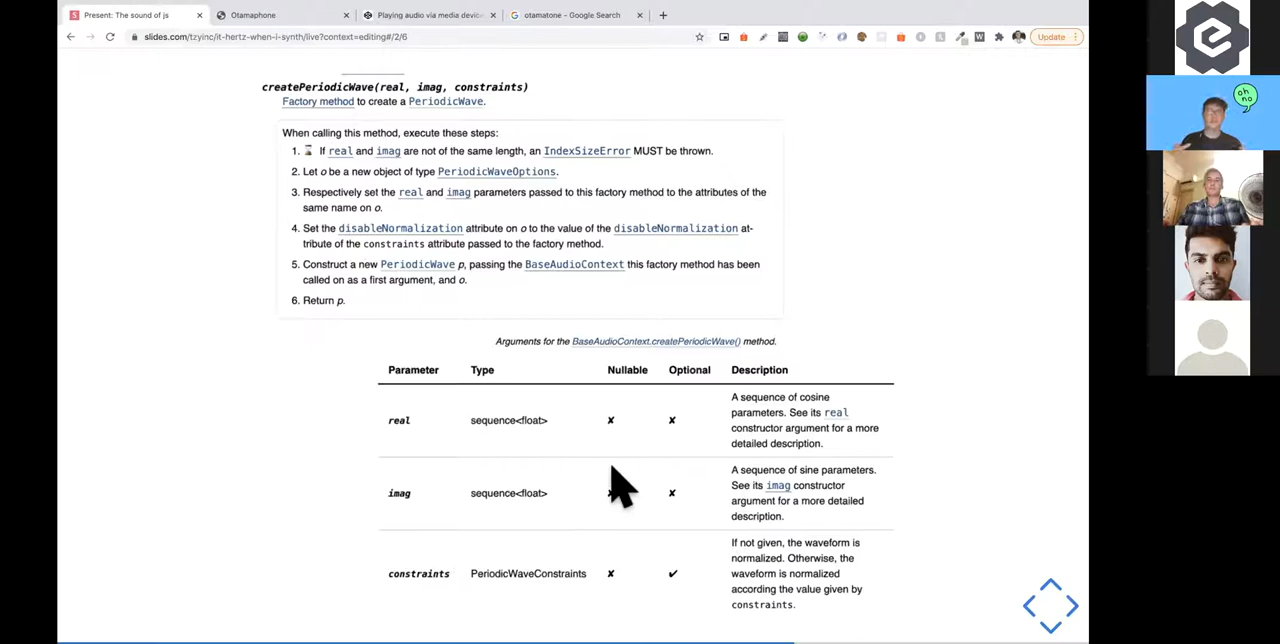 Present: The sound of js
Otamaphone
Playing audio via media device
otamatone - Google Search
slides.com/tzyinc/it-hertz-when-i-synth/live?context=editing#/2/6
Update
createPeriodicWave(real, imag, constraints)
Factory method to create a PeriodicWave.
When calling this method, execute these steps:
1. ⌛ If real and imag are not of the same length, an IndexSizeError MUST be thrown.
2. Let o be a new object of type PeriodicWaveOptions.
3. Respectively set the real and imag parameters passed to this factory method to the attributes of the
same name on o.
4. Set the disableNormalization attribute on o to the value of the disableNormalization at-
tribute of the constraints attribute passed to the factory method.
5. Construct a new PeriodicWave p, passing the BaseAudioContext this factory method has been
called on as a first argument, and o.
6. Return p.
Arguments for the BaseAudioContext.createPeriodicWave() method.
Parameter Type Nullable Optional Description
real sequence<float> ✘ ✘ A sequence of cosine
parameters. See its real
constructor argument for a more
detailed description.
imag sequence<float> ✘ ✘ A sequence of sine parameters.
See its imag constructor
argument for a more detailed
description.
constraints PeriodicWaveConstraints ✘ ✔ If not given, the waveform is
normalized. Otherwise, the
waveform is normalized
according the value given by
constraints.
oh
no